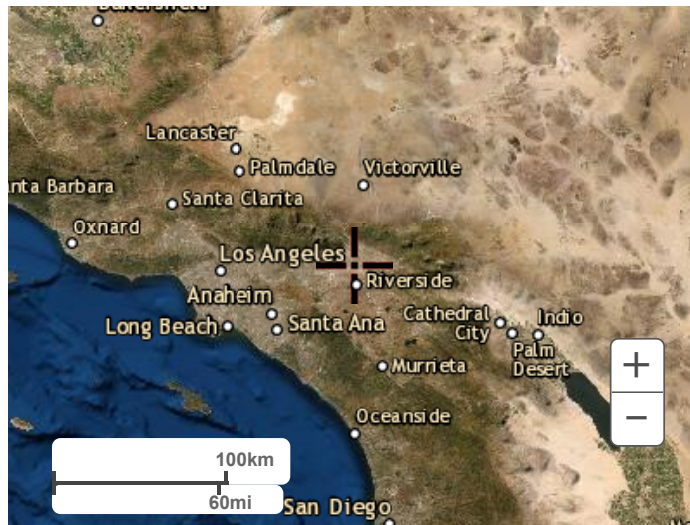 Lancaster
Palmdale
Victorville
Santa Clarita
Barbara
Oxnard
Los Angeles
Riverside
Anaheim
Cathedral
City
Indio
Long Beach
Santa Ana
Palm
Desert
+
Murrieta
−
Oceanside
100km
60mi
San Diego